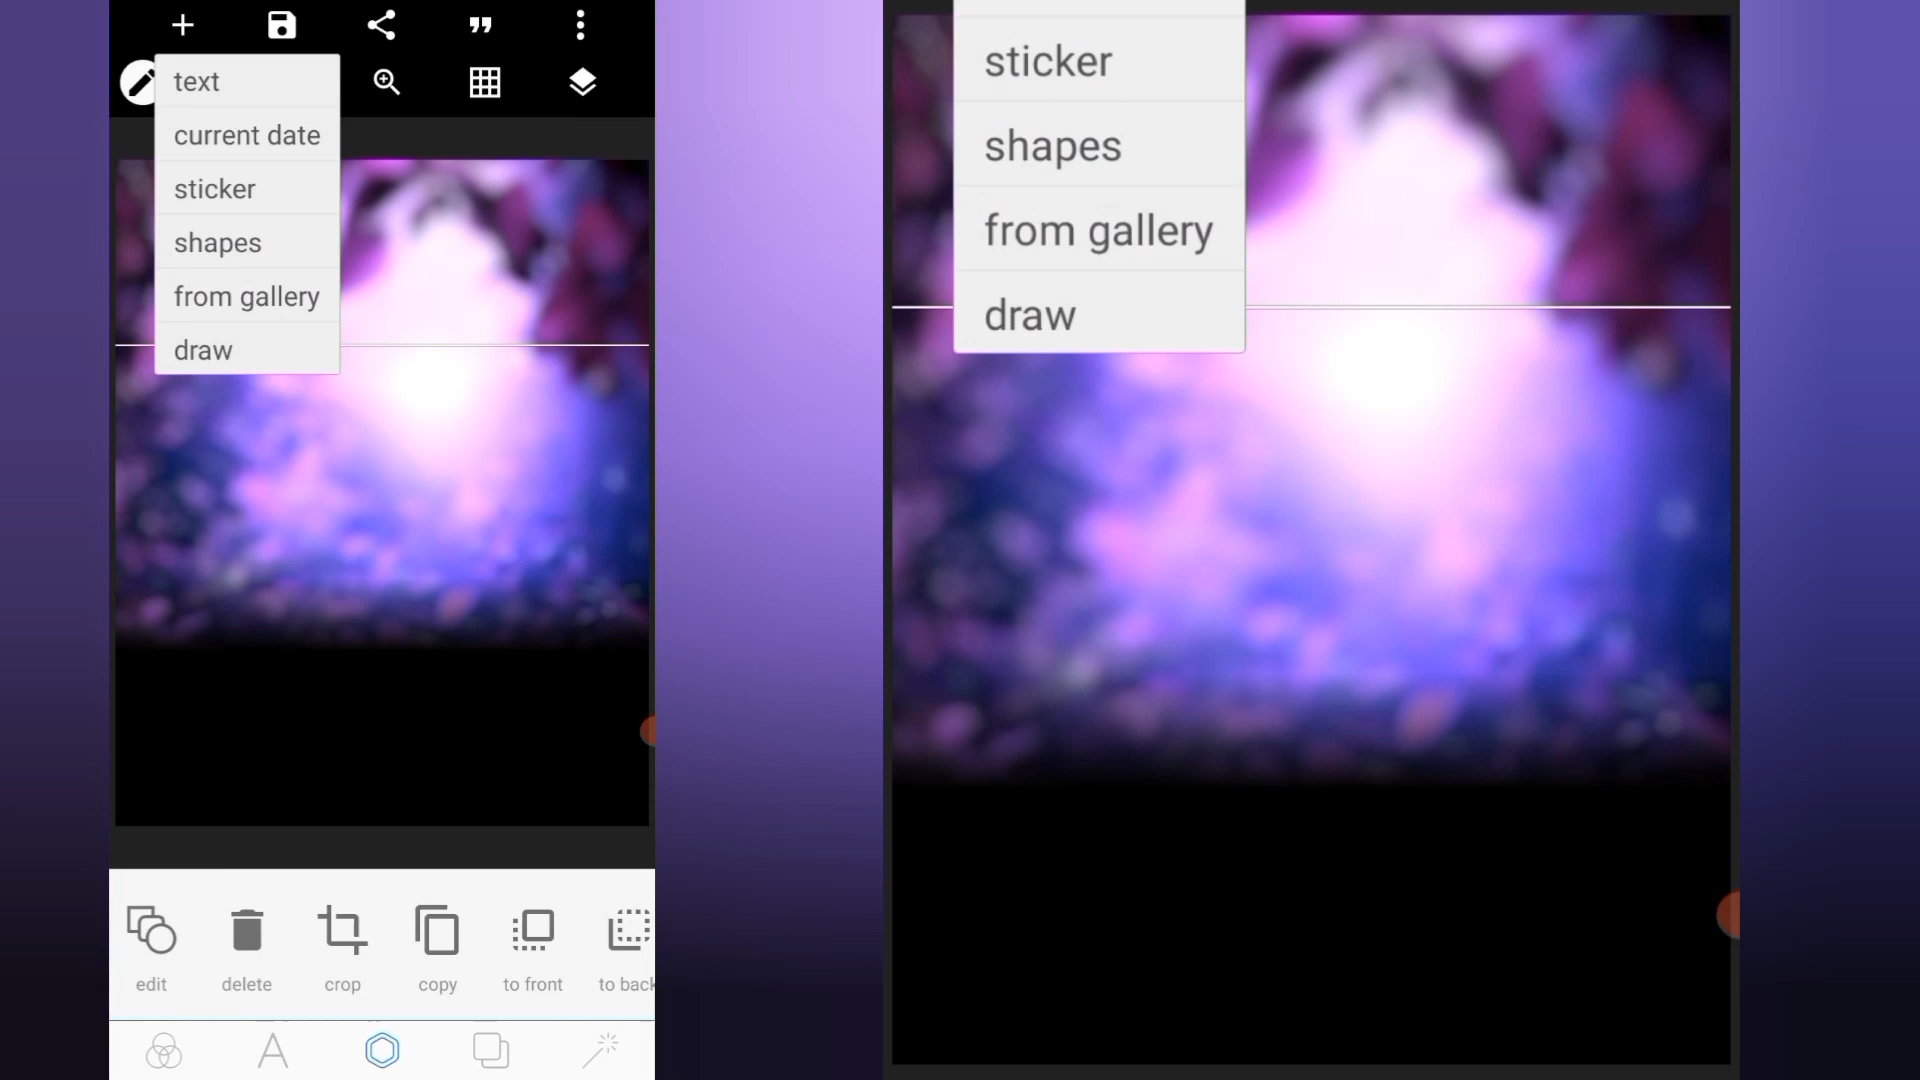 text
current date
sticker
shapes
from gallery
draw
edit
delete
crop
copy
to front
to back
sticker
shapes
from gallery
draw